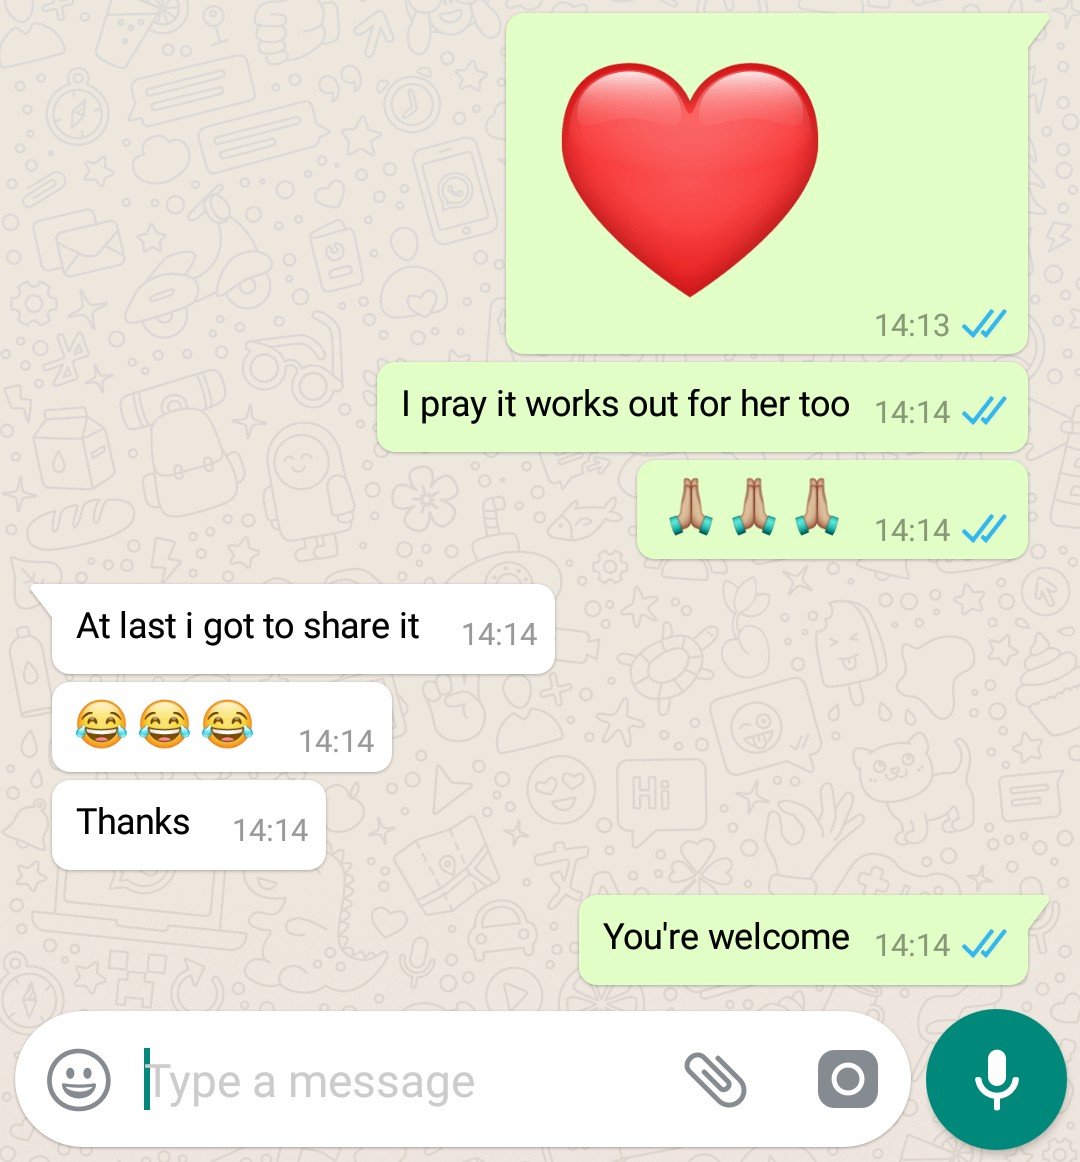 14:13
I pray it works out for her too 14:14
🙏🏼 🙏🏼 🙏🏼 14:14
At last i got to share it 14:14
😂 😂 😂 14:14
Hi
Thanks 14:14
You're welcome 14:14
Type a message